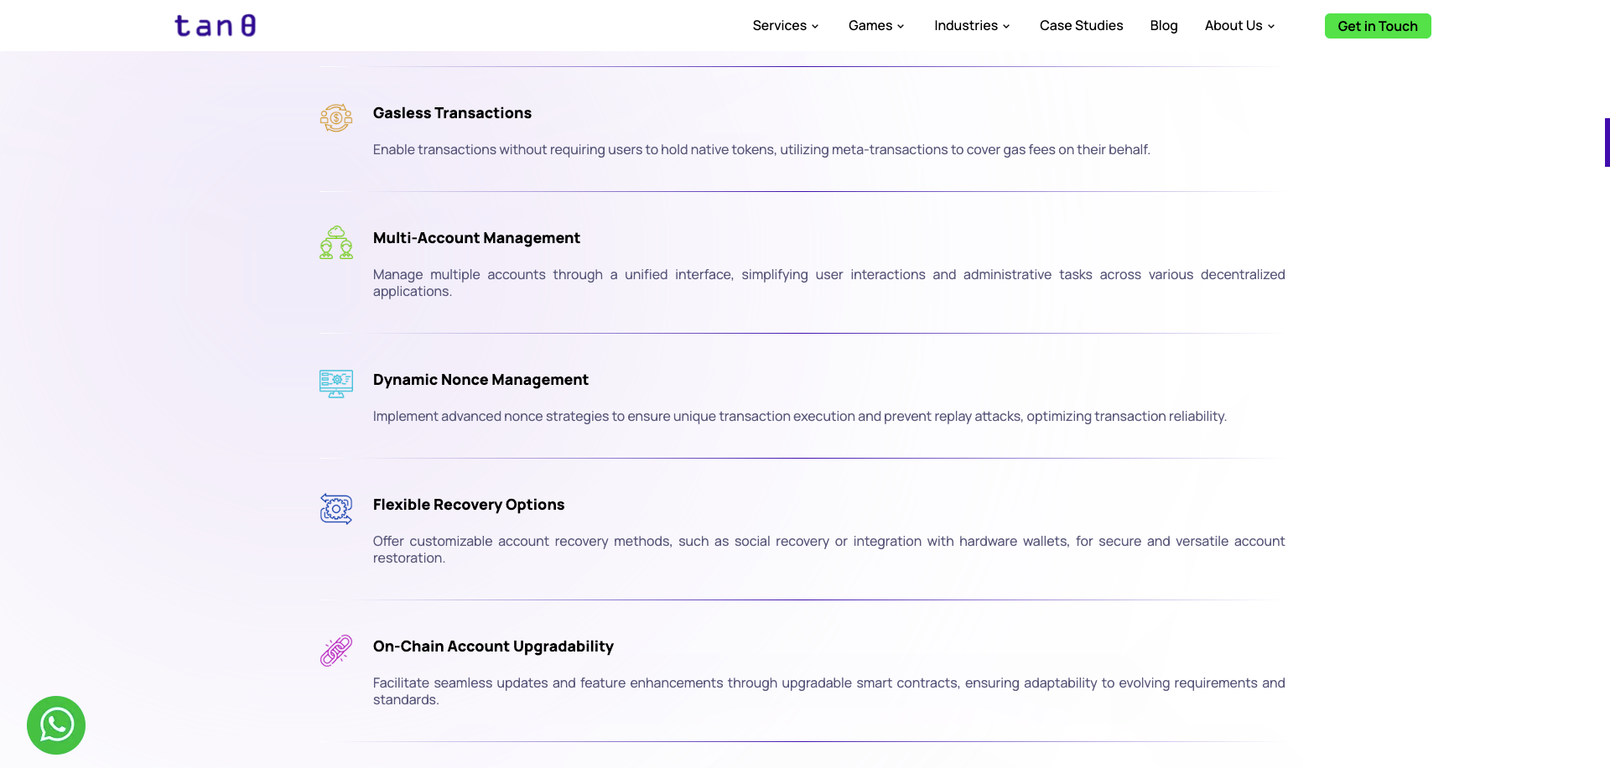 tanθ
Services
Games
Industries
Case Studies
Blog
About Us
Get in Touch
Gasless Transactions
Enable transactions without requiring users to hold native tokens, utilizing meta-transactions to cover gas fees on their behalf.
Multi-Account Management
Manage multiple accounts through a unified interface, simplifying user interactions and administrative tasks across various decentralized
applications.
Dynamic Nonce Management
Implement advanced nonce strategies to ensure unique transaction execution and prevent replay attacks, optimizing transaction reliability.
Flexible Recovery Options
Offer customizable account recovery methods, such as social recovery or integration with hardware wallets, for secure and versatile account
restoration.
On-Chain Account Upgradability
Facilitate seamless updates and feature enhancements through upgradable smart contracts, ensuring adaptability to evolving requirements and
standards.